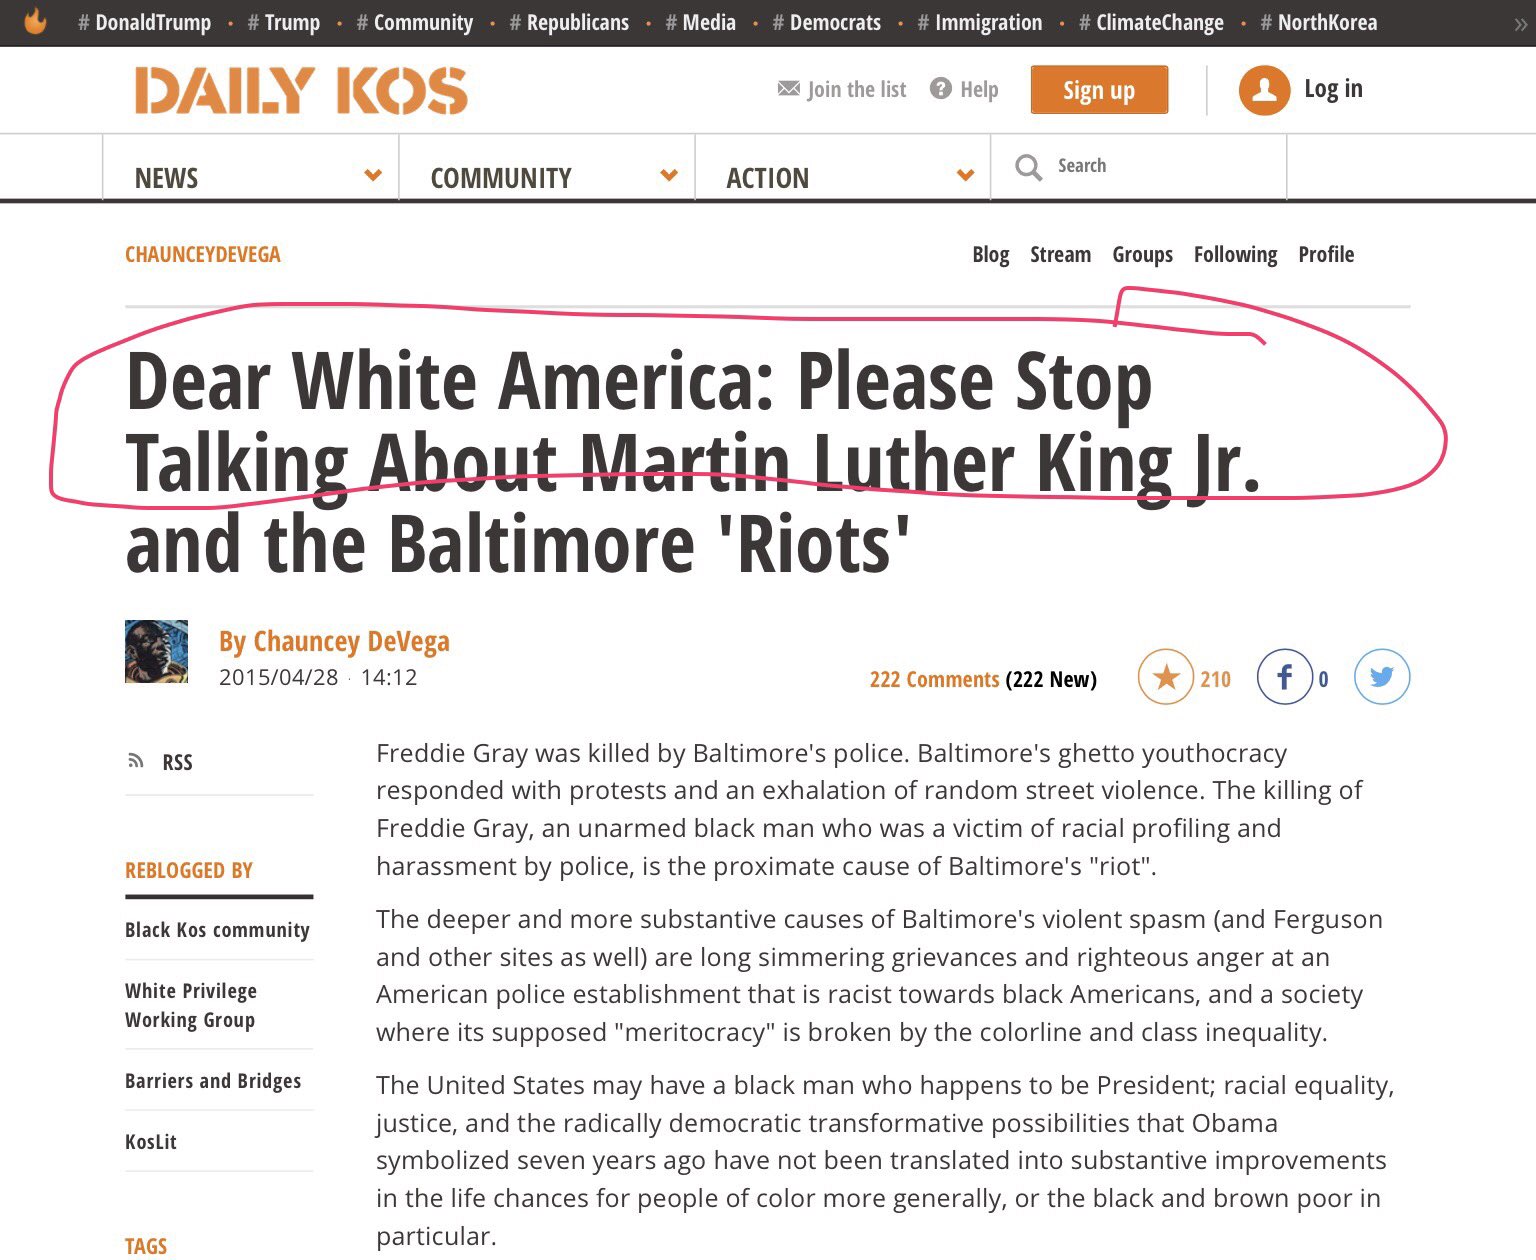 # DonaldTrump • # Trump • # Community • # Republicans • # Media • # Democrats • # Immigration • # ClimateChange • # NorthKorea »
DAILY KOS
Join the list ? Help Sign up Log in
NEWS COMMUNITY ACTION Search
CHAUNCEYDEVEGA Blog Stream Groups Following Profile
Dear White America: Please Stop
Talking About Martin Luther King Jr.
and the Baltimore 'Riots'
By Chauncey DeVega
2015/04/28 · 14:12
222 Comments (222 New) 210 f 0
RSS
REBLOGGED BY
Black Kos community
White Privilege
Working Group
Barriers and Bridges
KosLit
TAGS
Freddie Gray was killed by Baltimore's police. Baltimore's ghetto youthocracy
responded with protests and an exhalation of random street violence. The killing of
Freddie Gray, an unarmed black man who was a victim of racial profiling and
harassment by police, is the proximate cause of Baltimore's "riot".
The deeper and more substantive causes of Baltimore's violent spasm (and Ferguson
and other sites as well) are long simmering grievances and righteous anger at an
American police establishment that is racist towards black Americans, and a society
where its supposed "meritocracy" is broken by the colorline and class inequality.
The United States may have a black man who happens to be President; racial equality,
justice, and the radically democratic transformative possibilities that Obama
symbolized seven years ago have not been translated into substantive improvements
in the life chances for people of color more generally, or the black and brown poor in
particular.